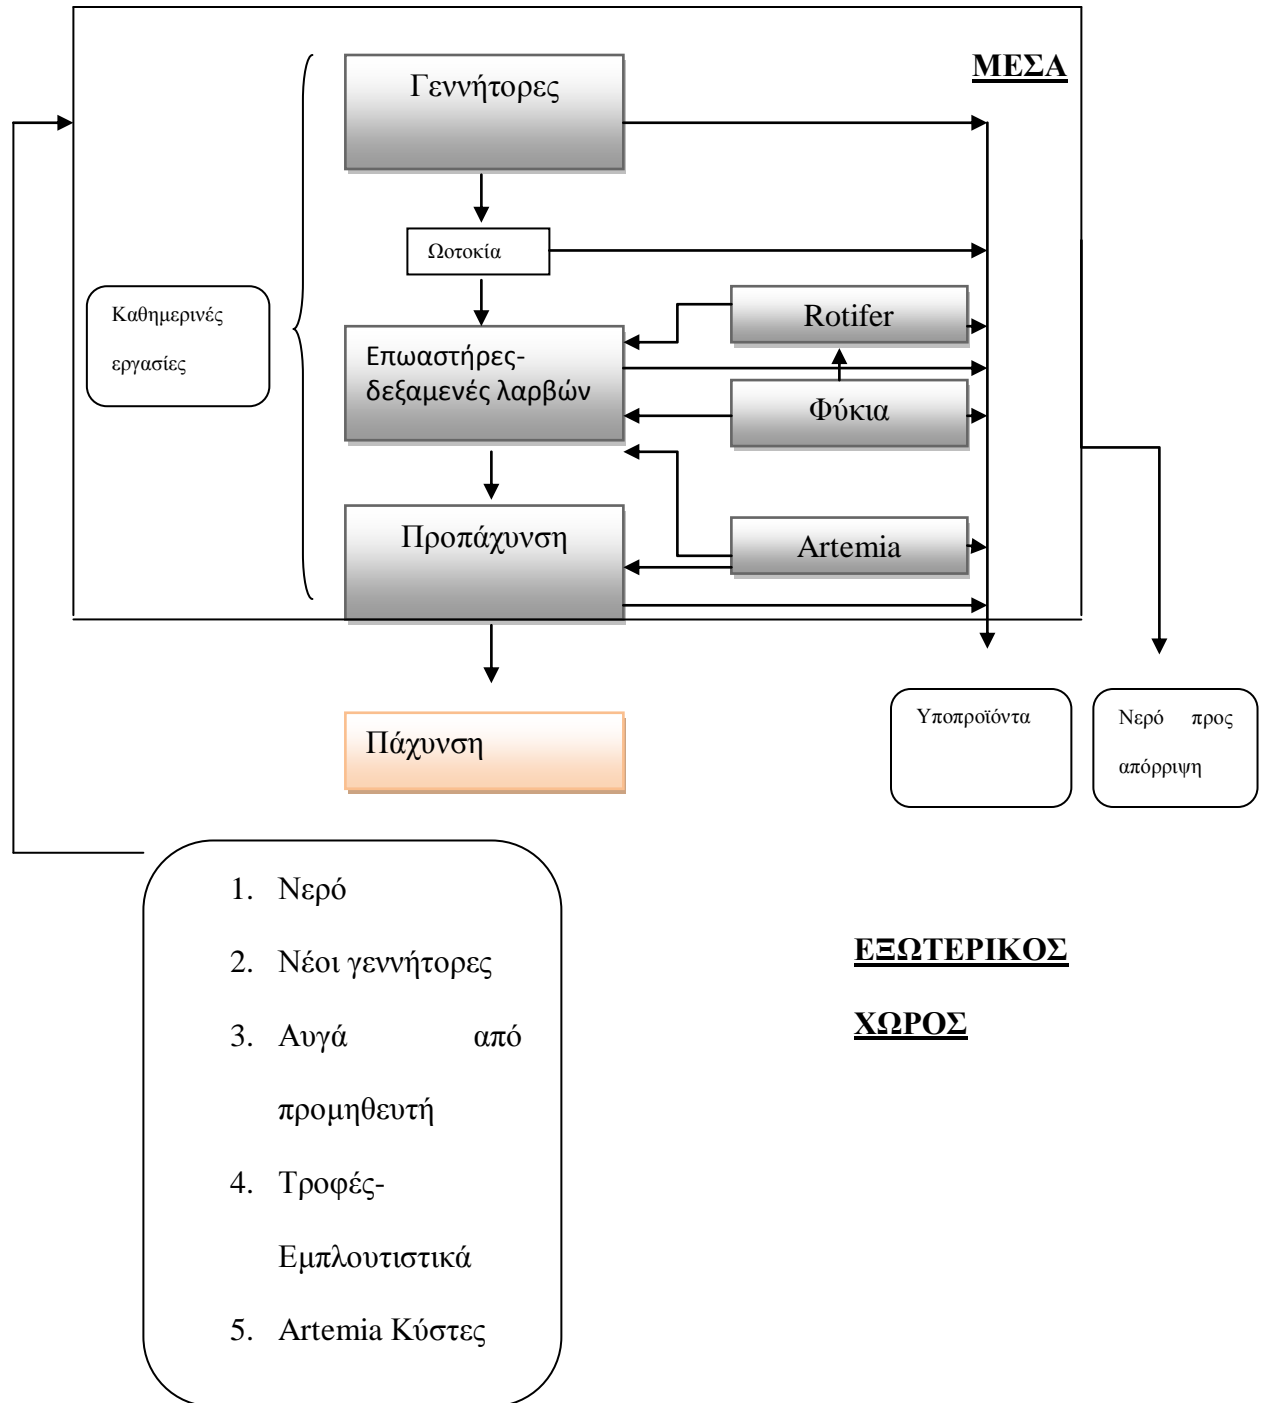 ΜΕΣΑ
Γεννήτορες
Ωοτοκία
Καθημερινές
εργασίες
Rotifer
Επωαστήρες-
δεξαμενές λαρβών
Φύκια
Προπάχυνση
Artemia
Πάχυνση
Υποπροϊόντα
Νερό προς
απόρριψη
1. Νερό
2. Νέοι γεννήτορες
3. Αυγά από
προμηθευτή
4. Τροφές-
Εμπλουτιστικά
5. Artemia Κύστες
ΕΞΩΤΕΡΙΚΟΣ
ΧΩΡΟΣ